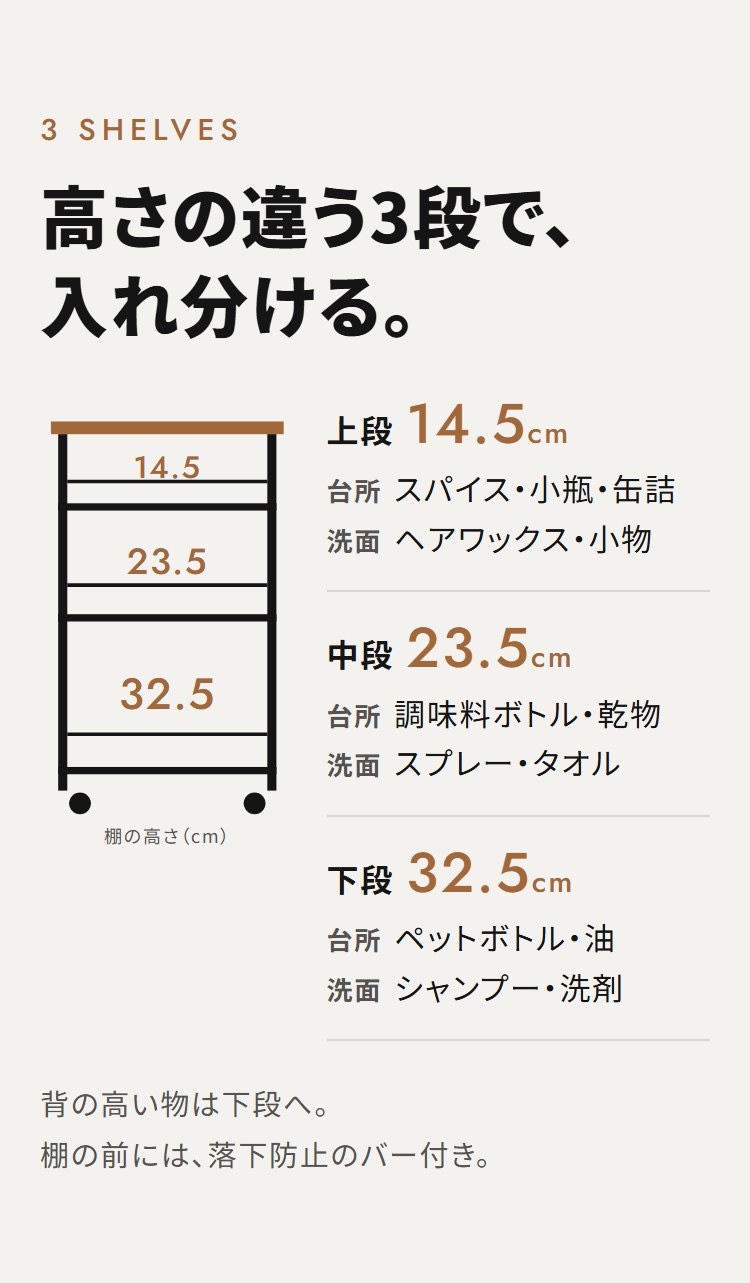 3 SHELVES
高さの違う3段で、
入れ分ける。
14.5
23.5
32.5
棚の高さ（cm）
上段 14.5cm
台所 スパイス・小瓶・缶詰
洗面 ヘアワックス・小物
中段 23.5cm
台所 調味料ボトル・乾物
洗面 スプレー・タオル
下段 32.5cm
台所 ペットボトル・油
洗面 シャンプー・洗剤
背の高い物は下段へ。
棚の前には、落下防止のバー付き。